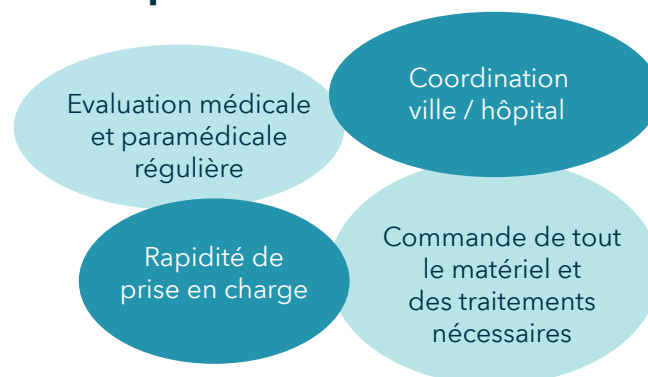 Evaluation médicale
et paramédicale
régulière
Coordination
ville / hôpital
Rapidité de
prise en charge
Commande de tout
le matériel et
des traitements
nécessaires